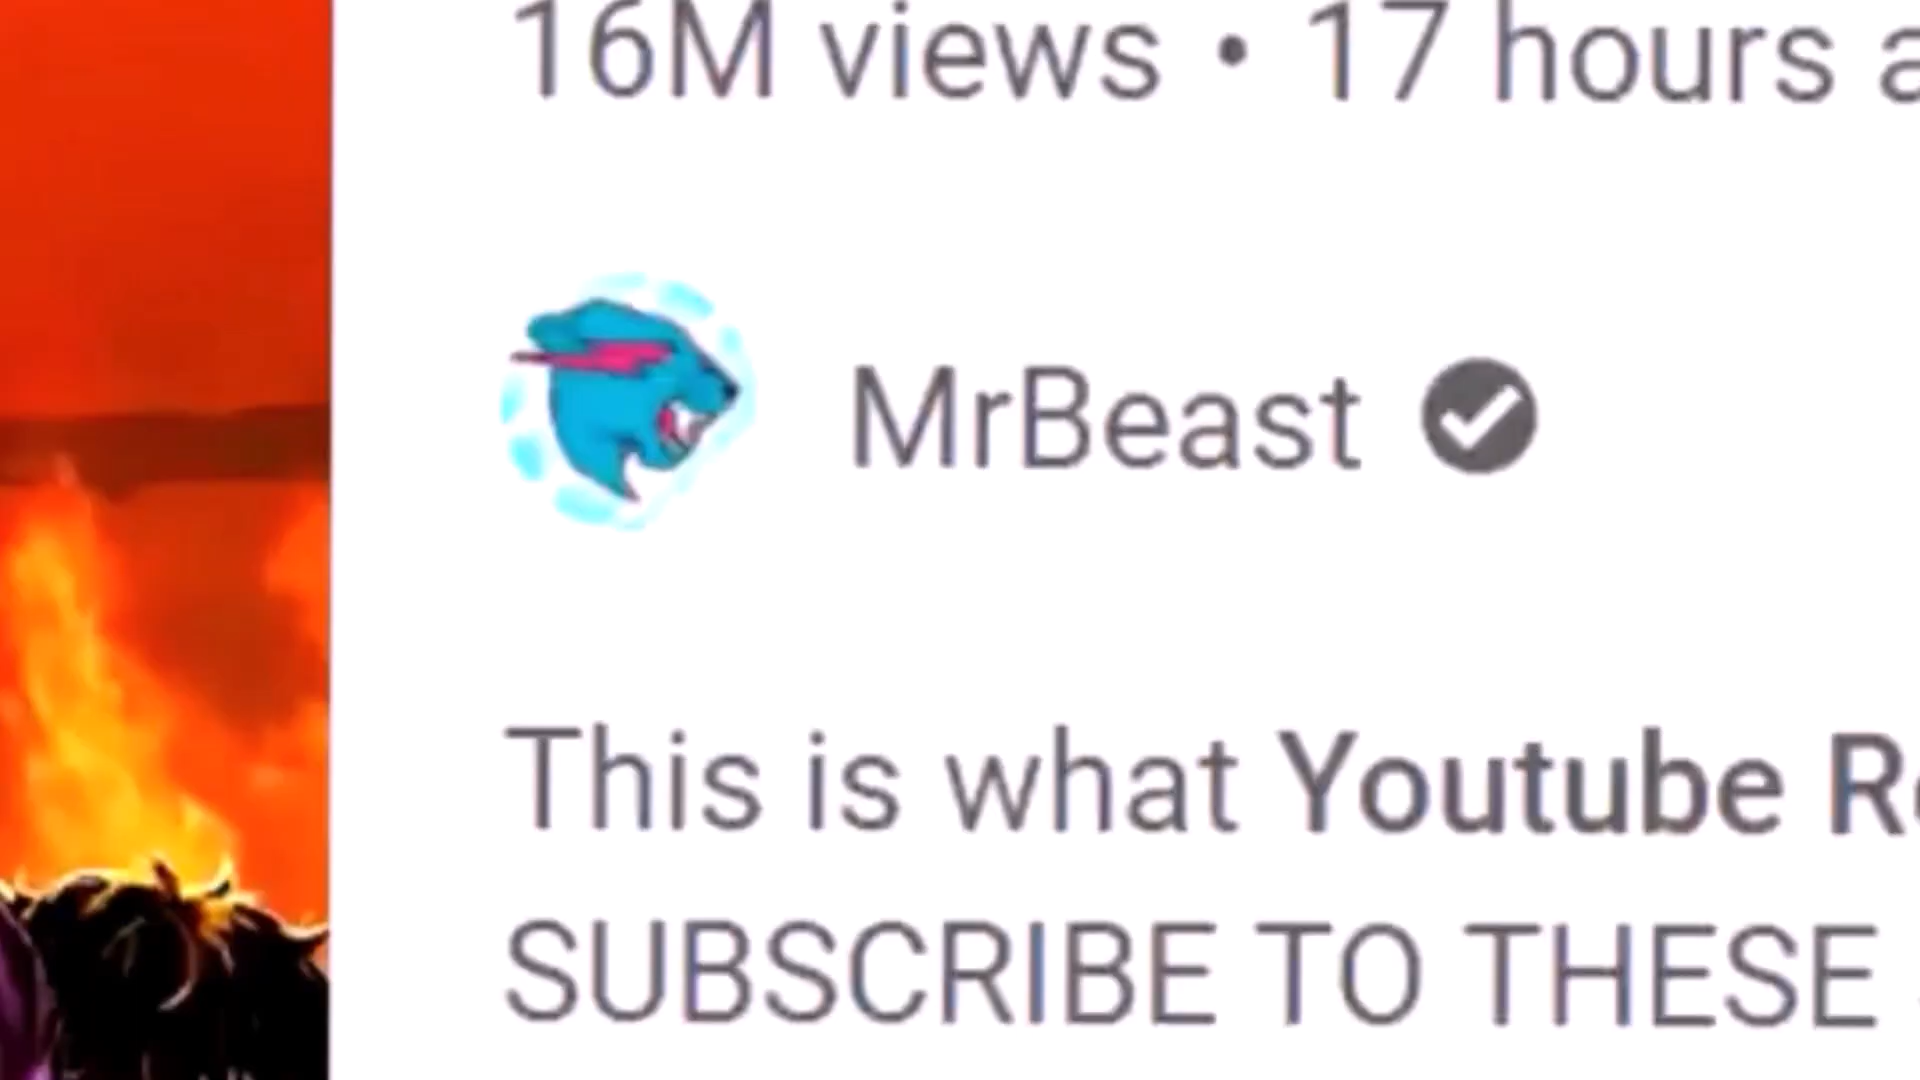 16M views • 17 hours
MrBeast
This is what Youtube
SUBSCRIBE TO THESE